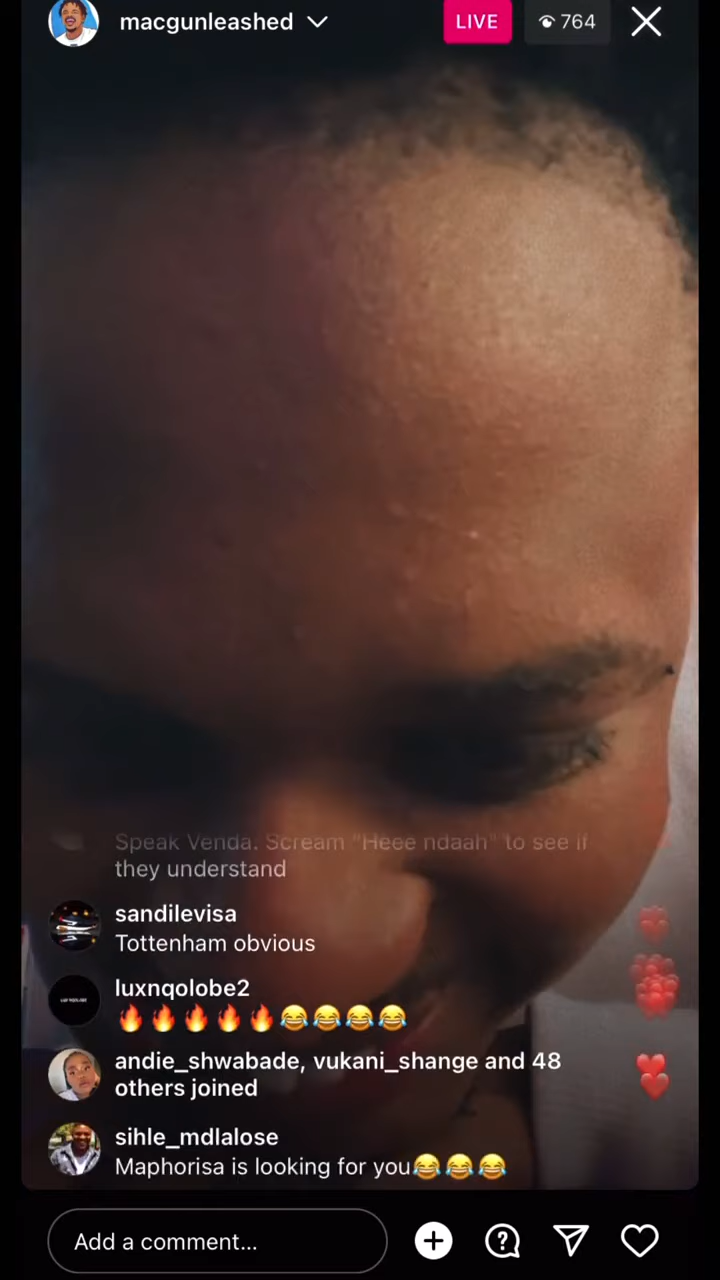 macgunleashed
LIVE
764
Speak Venda. Scream "Heee ndaah" to see if
they understand
sandilevisa
Tottenham obvious
luxnqolobe2
🔥🔥🔥🔥🔥😂😂😂😂
andie_shwabade, vukani_shange and 48
others joined
sihle_mdlalose
Maphorisa is looking for you😂😂😂
Add a comment...